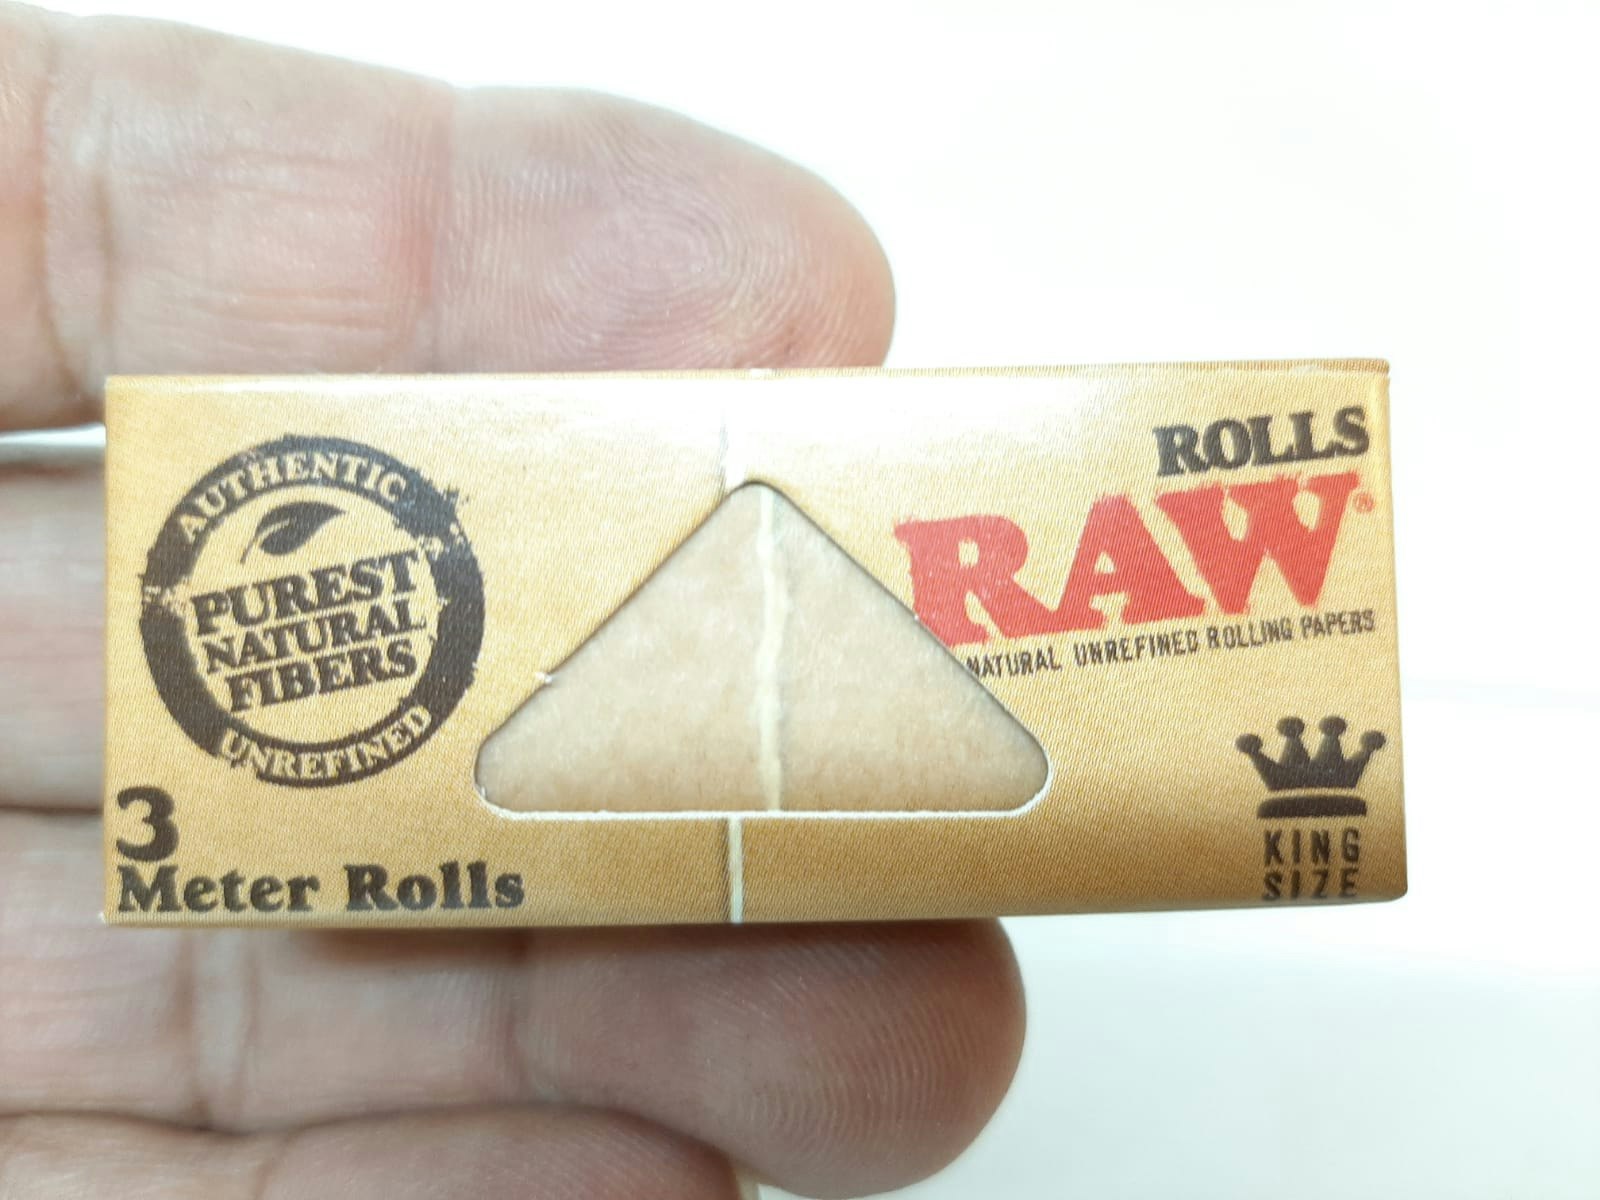 AUTHENTIC
PUREST
NATURAL
FIBERS
UNREFINED
3
Meter Rolls
ROLLS
RAW®
NATURAL UNREFINED ROLLING PAPERS
KING
SIZE